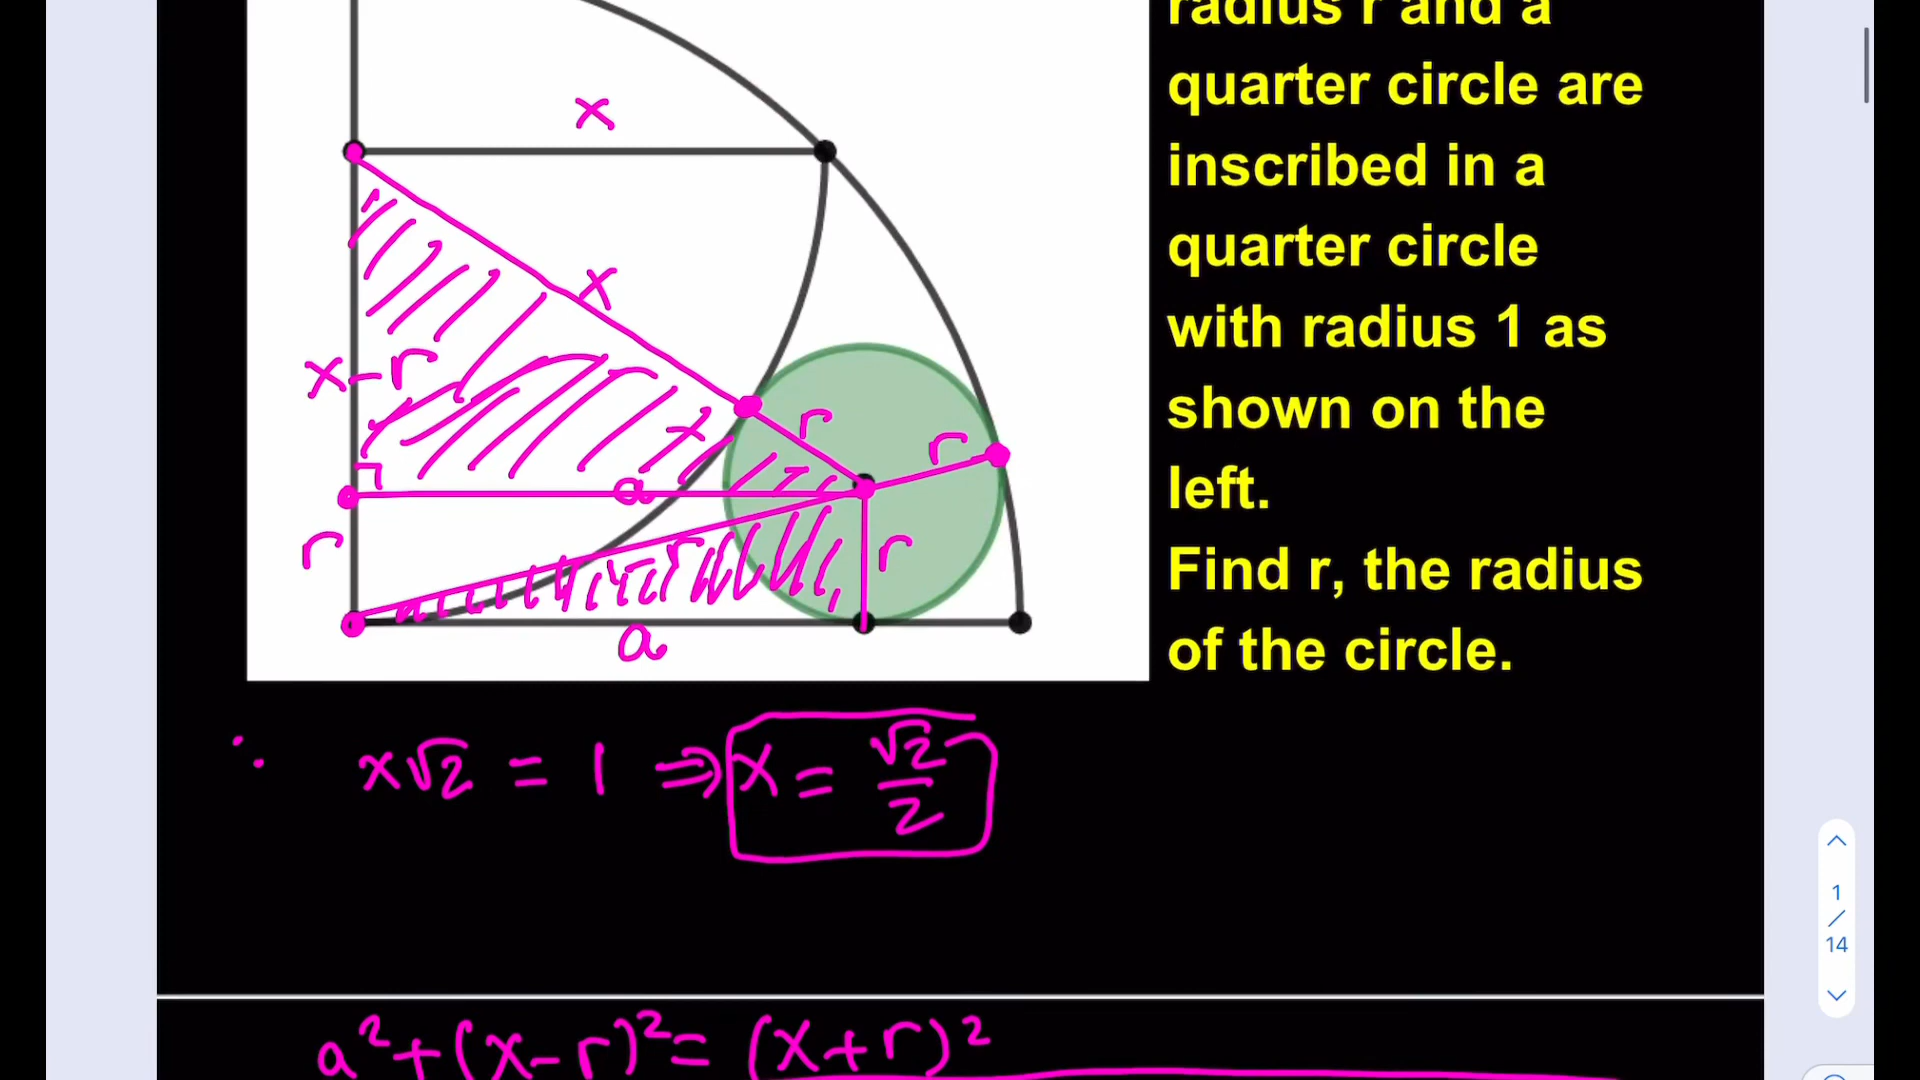 radius r and a
quarter circle are
inscribed in a
quarter circle
with radius 1 as
shown on the
left.
Find r, the radius
of the circle.
x
x
x-r
r
r
a
r
r
a
x√2 = 1 ⇒ x = √2/2
a²+(x-r)²= (x+r)²
1
/
14